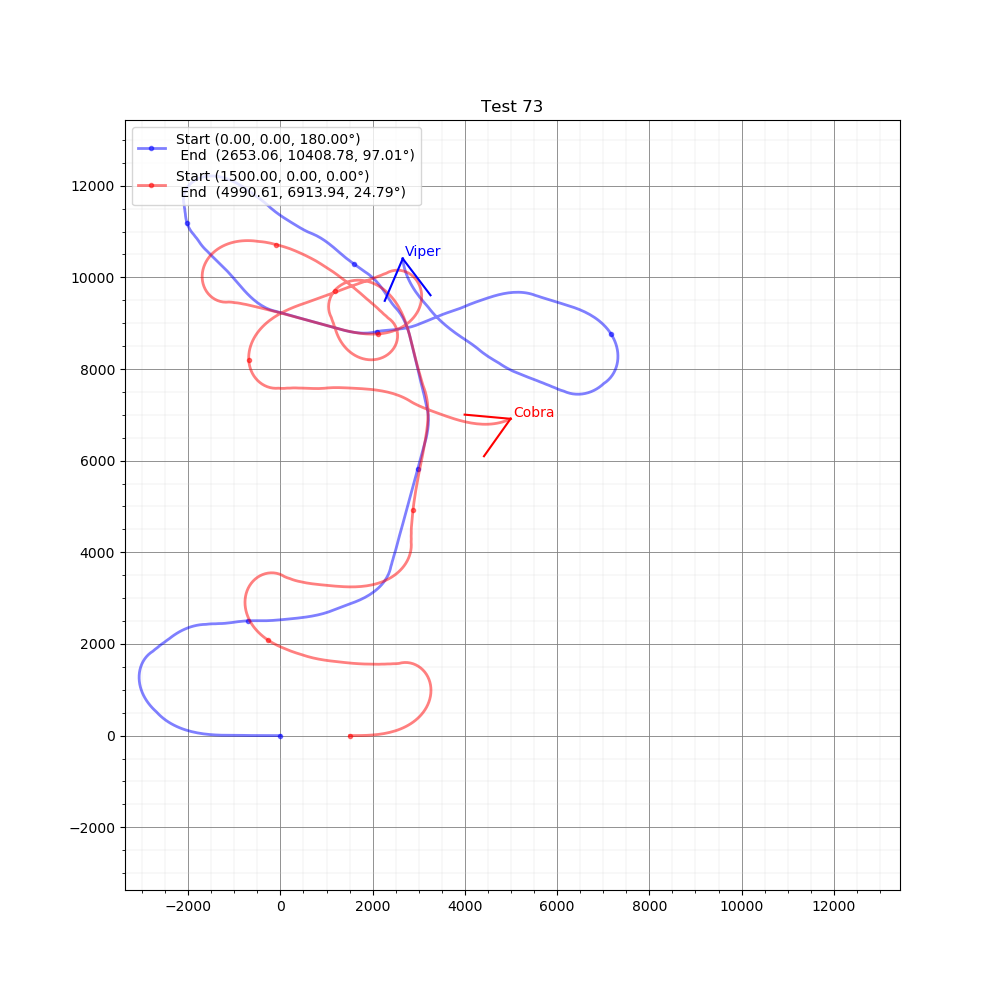 Test 73
Start (0.00, 0.00, 180.00°)
End (2653.06, 10408.78, 97.01°)
Start (1500.00, 0.00, 0.00°)
End (4990.61, 6913.94, 24.79°)
Viper
Cobra
12000
10000
8000
6000
4000
2000
0
−2000
−2000 0 2000 4000 6000 8000 10000 12000